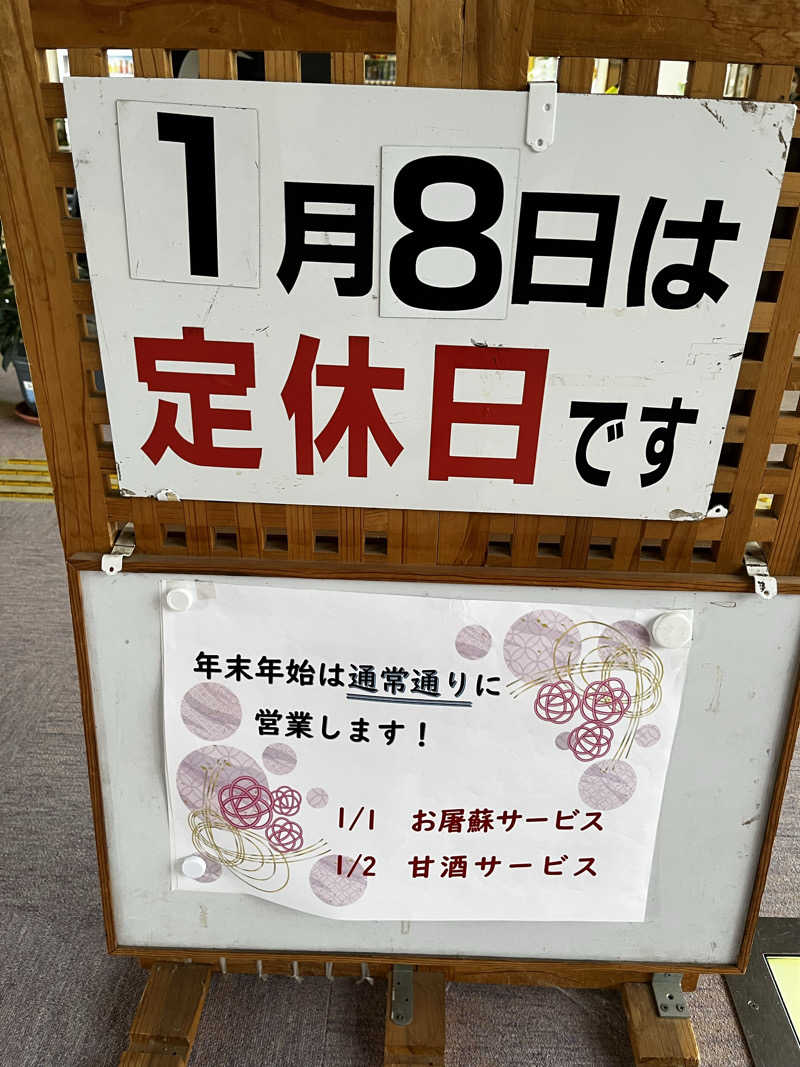 1月8日は
定休日です
年末年始は通常通りに
営業します！
1/1 お屠蘇サービス
1/2 甘酒サービス